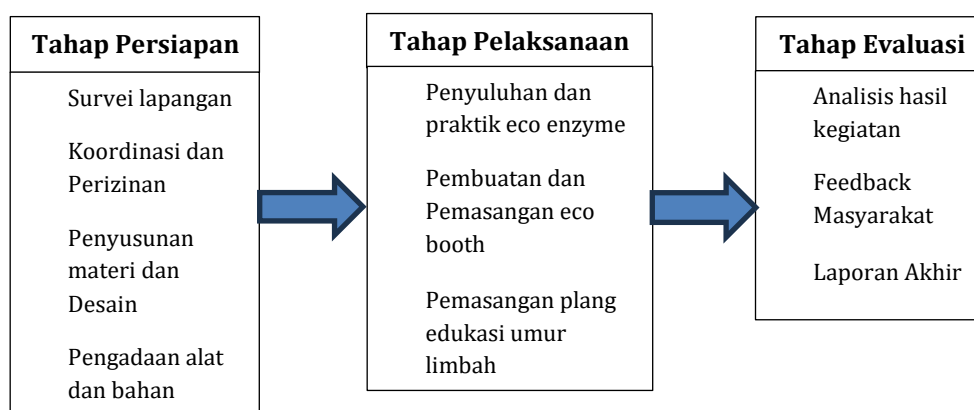 Tahap Persiapan
Survei lapangan
Koordinasi dan
Perizinan
Penyusunan
materi dan
Desain
Pengadaan alat
dan bahan
Tahap Pelaksanaan
Penyuluhan dan
praktik eco enzyme
Pembuatan dan
Pemasangan eco
booth
Pemasangan plang
edukasi umur
limbah
Tahap Evaluasi
Analisis hasil
kegiatan
Feedback
Masyarakat
Laporan Akhir